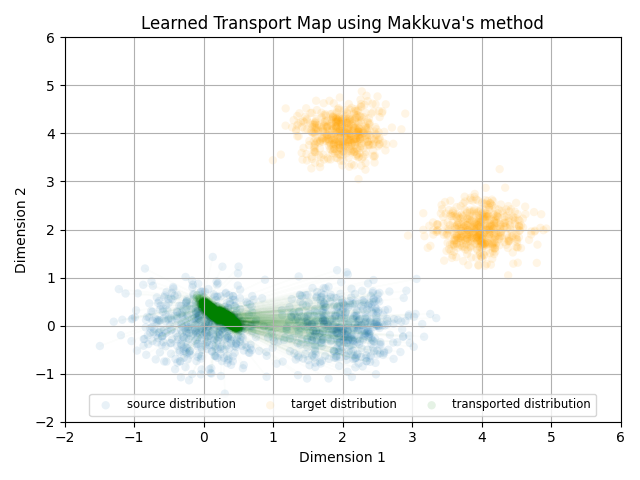 Learned Transport Map using Makkuva's method
6
5
4
3
2
1
0
−1
−2
Dimension 2
source distribution target distribution transported distribution
−2 −1 0 1 2 3 4 5 6
Dimension 1